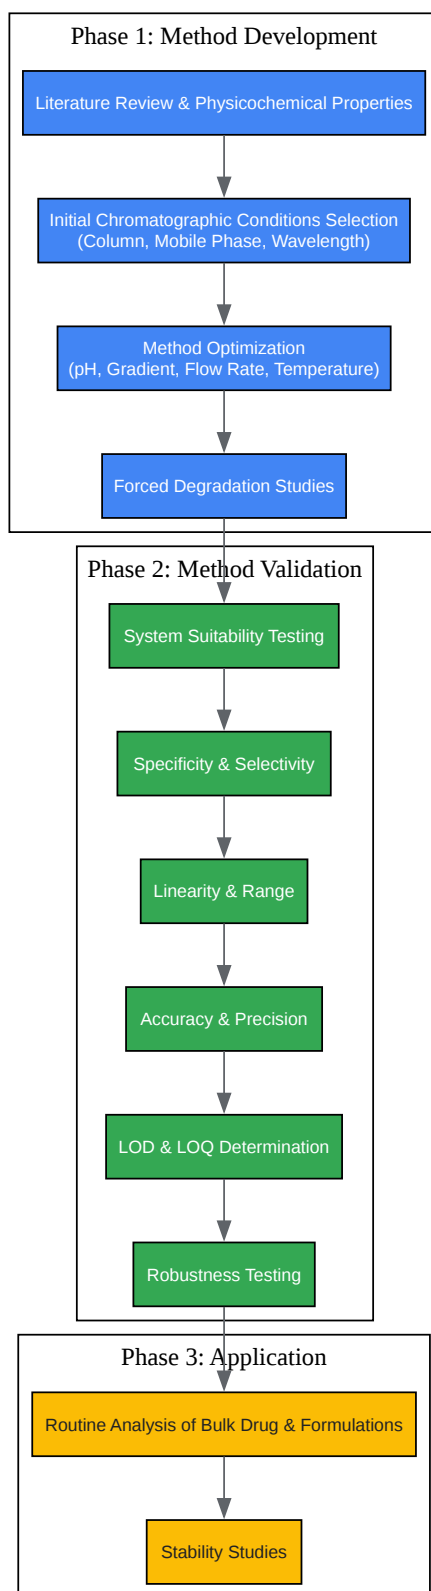 Phase 1: Method Development
Literature Review & Physicochemical Properties
Initial Chromatographic Conditions Selection
(Column, Mobile Phase, Wavelength)
Method Optimization
(pH, Gradient, Flow Rate, Temperature)
Forced Degradation Studies
Phase 2: Method Validation
System Suitability Testing
Specificity & Selectivity
Linearity & Range
Accuracy & Precision
LOD & LOQ Determination
Robustness Testing
Phase 3: Application
Routine Analysis of Bulk Drug & Formulations
Stability Studies